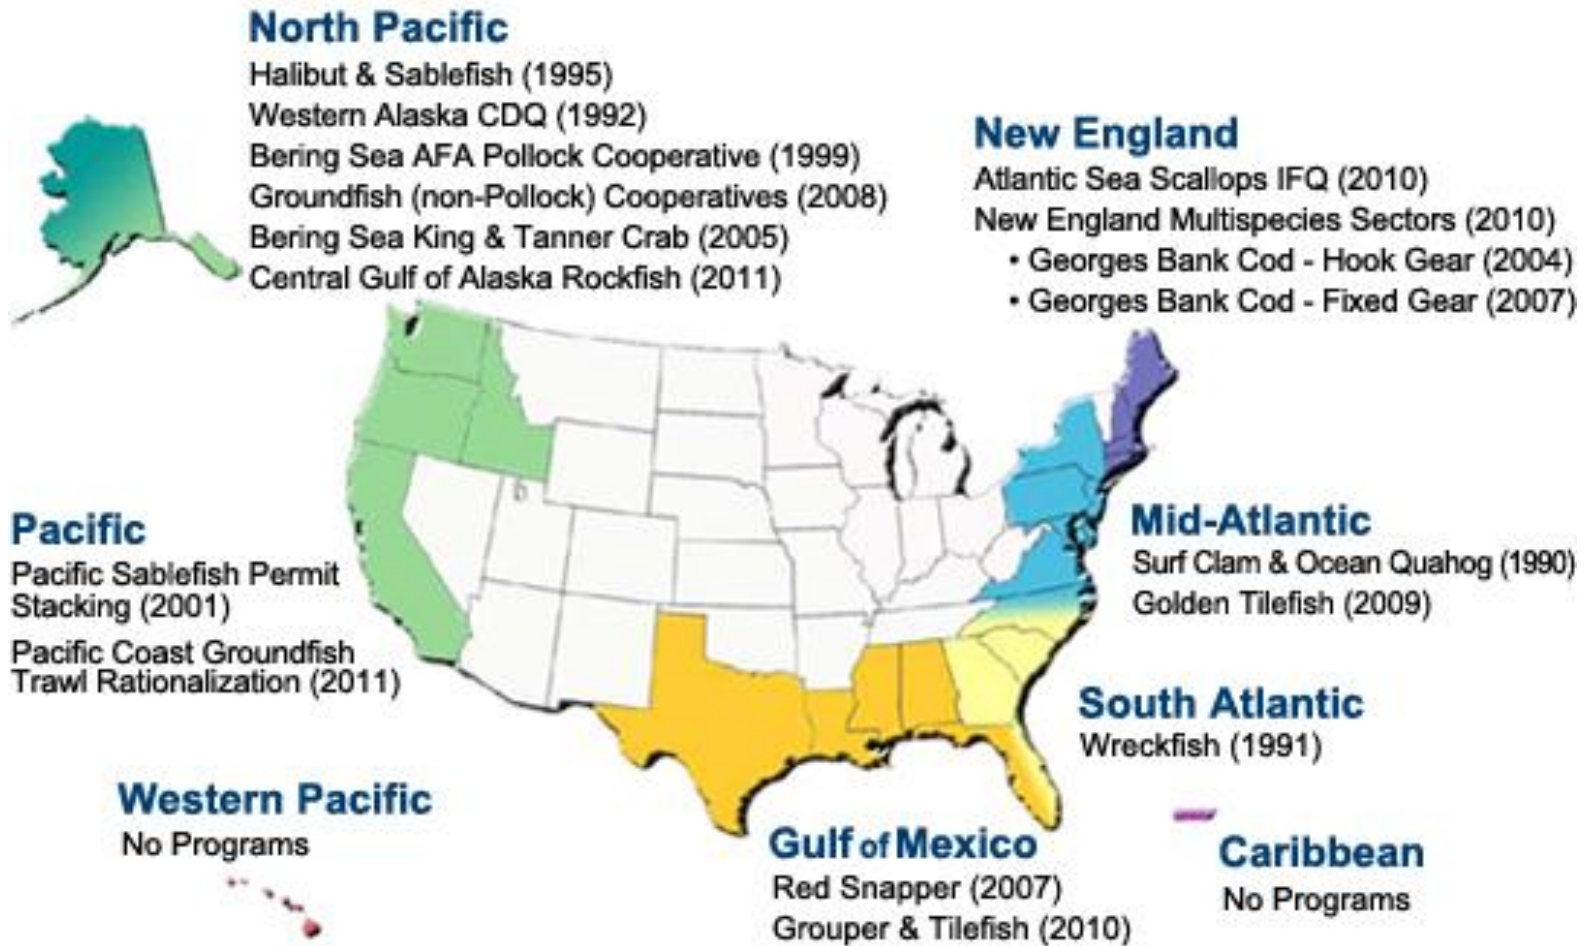 North Pacific
Halibut & Sablefish (1995)
Western Alaska CDQ (1992)
Bering Sea AFA Pollock Cooperative (1999)
Groundfish (non-Pollock) Cooperatives (2008)
Bering Sea King & Tanner Crab (2005)
Central Gulf of Alaska Rockfish (2011)
New England
Atlantic Sea Scallops IFQ (2010)
New England Multispecies Sectors (2010)
• Georges Bank Cod - Hook Gear (2004)
• Georges Bank Cod - Fixed Gear (2007)
Pacific
Pacific Sablefish Permit
Stacking (2001)
Pacific Coast Groundfish
Trawl Rationalization (2011)
Mid-Atlantic
Surf Clam & Ocean Quahog (1990)
Golden Tilefish (2009)
South Atlantic
Wreckfish (1991)
Western Pacific
No Programs
Gulf of Mexico
Red Snapper (2007)
Grouper & Tilefish (2010)
Caribbean
No Programs